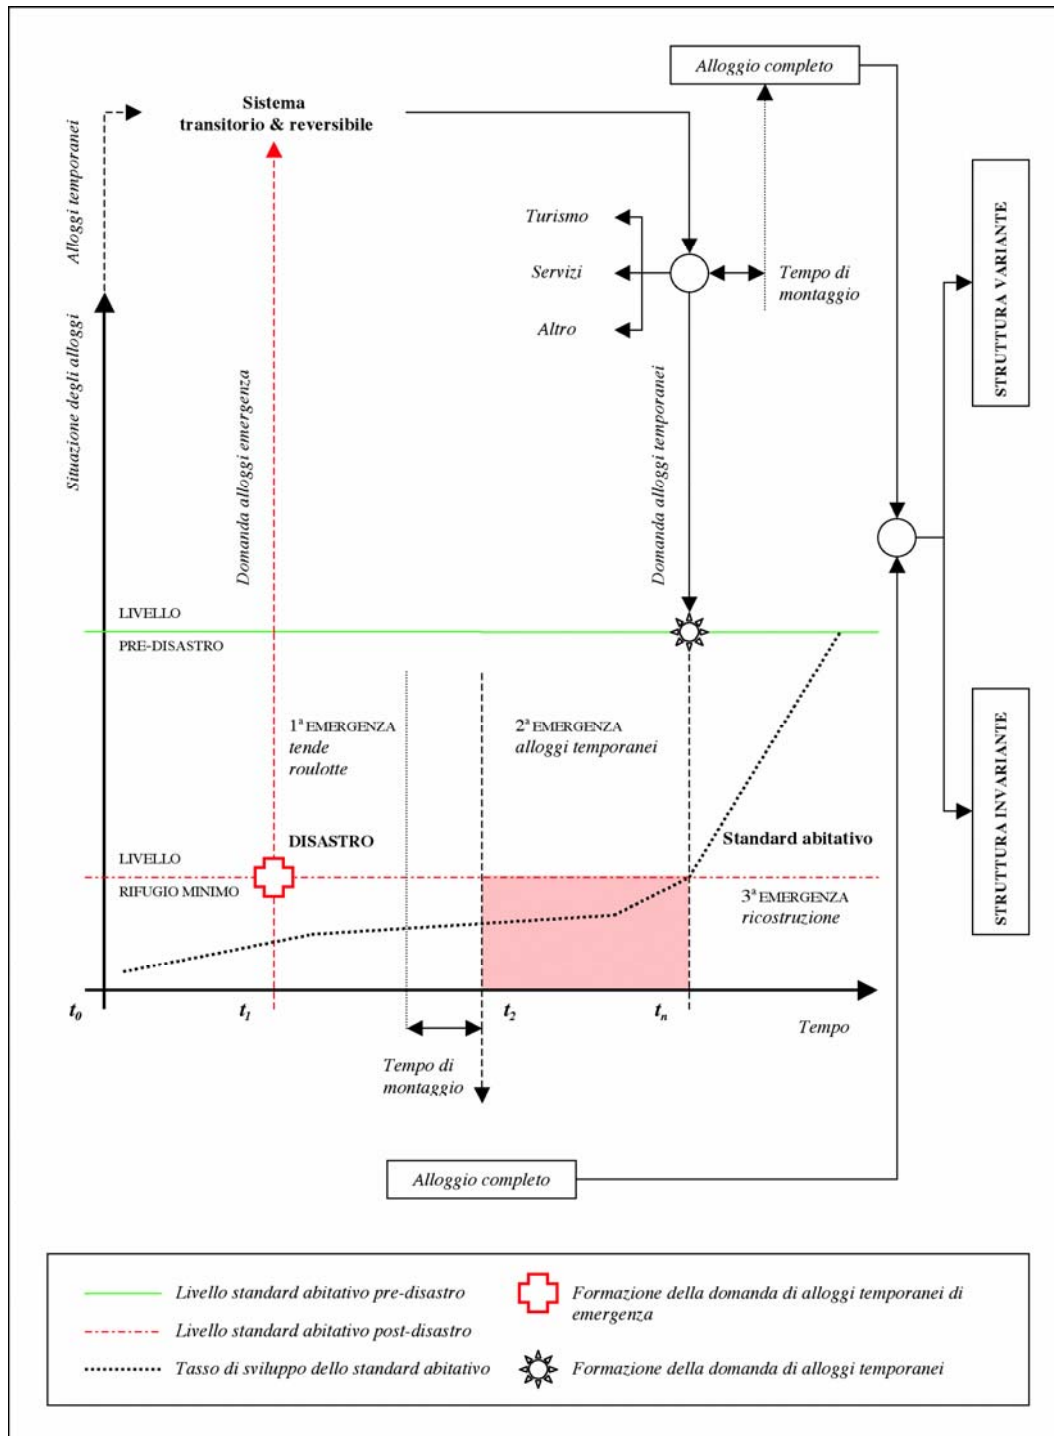 Alloggio completo
Sistema
transitorio & reversibile
Alloggi temporanei
Turismo
Servizi
Altro
Tempo di
montaggio
STRUTTURA VARIANTE
Situazione degli alloggi
Domanda alloggi emergenza
Domanda alloggi temporanei
LIVELLO
PRE-DISASTRO
1ª EMERGENZA
tende
roulotte
2ª EMERGENZA
alloggi temporanei
STRUTTURA INVARIANTE
DISASTRO
Standard abitativo
LIVELLO
RIFUGIO MINIMO
3ª EMERGENZA
ricostruzione
t0
t1
t2
tn
Tempo
Tempo di
montaggio
Alloggio completo
Livello standard abitativo pre-disastro
Livello standard abitativo post-disastro
Tasso di sviluppo dello standard abitativo
Formazione della domanda di alloggi temporanei di
emergenza
Formazione della domanda di alloggi temporanei